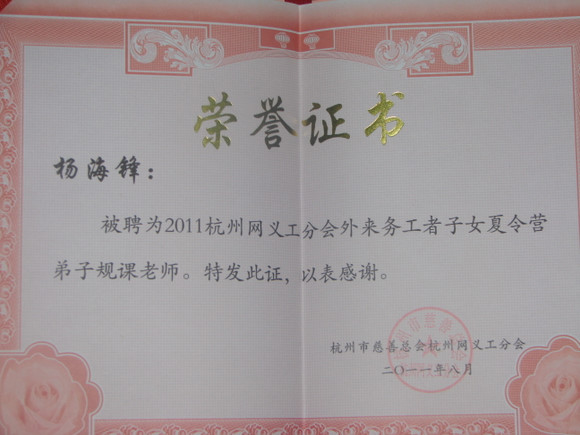 荣誉证书
杨海锋：
被聘为2011杭州网义工分会外来务工者子女夏令营
弟子规课老师。特发此证，以表感谢。
杭州市慈善总会杭州网义工分会
二〇一一年八月